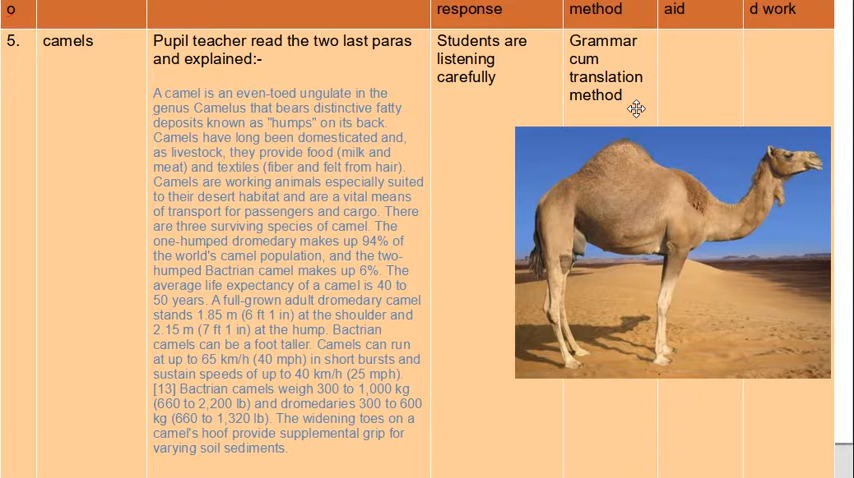 o
response
method
aid
d work
5.
camels
Pupil teacher read the two last paras
and explained:-
A camel is an even-toed ungulate in the
genus Camelus that bears distinctive fatty
deposits known as "humps" on its back.
Camels have long been domesticated and,
as livestock, they provide food (milk and
meat) and textiles (fiber and felt from hair).
Camels are working animals especially suited
to their desert habitat and are a vital means
of transport for passengers and cargo. There
are three surviving species of camel. The
one-humped dromedary makes up 94% of
the world's camel population, and the two-
humped Bactrian camel makes up 6%. The
average life expectancy of a camel is 40 to
50 years. A full-grown adult dromedary camel
stands 1.85 m (6 ft 1 in) at the shoulder and
2.15 m (7 ft 1 in) at the hump. Bactrian
camels can be a foot taller. Camels can run
at up to 65 km/h (40 mph) in short bursts and
sustain speeds of up to 40 km/h (25 mph).
[13] Bactrian camels weigh 300 to 1,000 kg
(660 to 2,200 lb) and dromedaries 300 to 600
kg (660 to 1,320 lb). The widening toes on a
camel's hoof provide supplemental grip for
varying soil sediments.
Students are
listening
carefully
Grammar
cum
translation
method